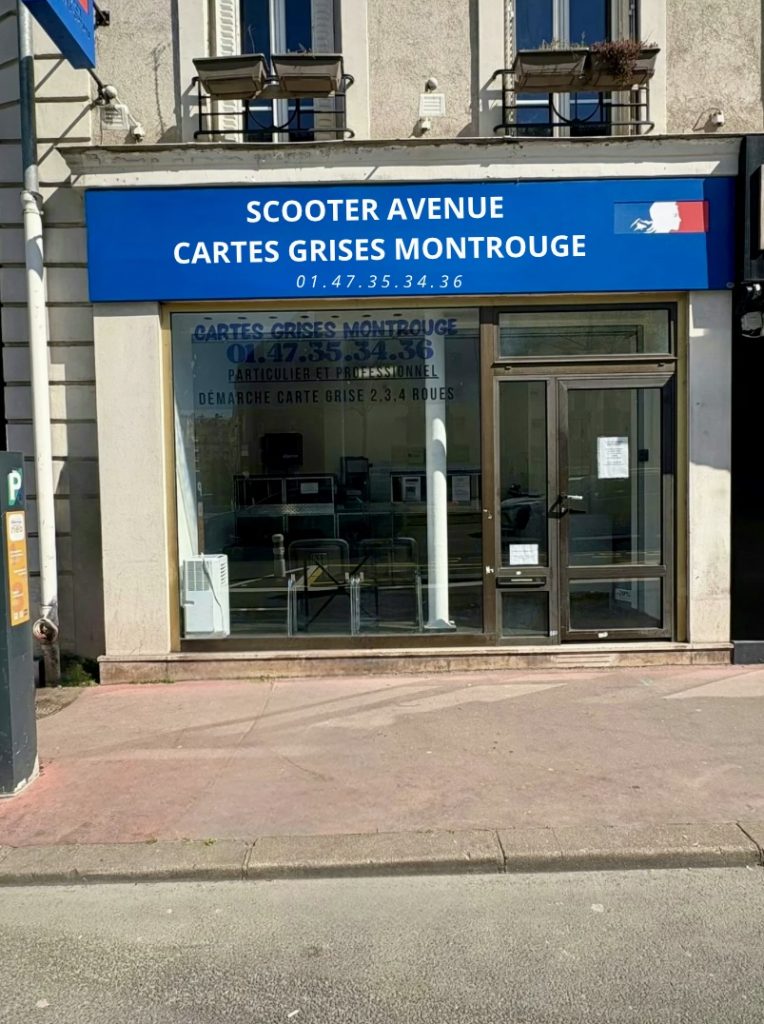 SCOOTER AVENUE
CARTES GRISES MONTROUGE
01.47.35.34.36
CARTES GRISES MONTROUGE
01.47.35.34.36
PARTICULIER ET PROFESSIONNEL
DÉMARCHE CARTE GRISE 2,3,4 ROUES
P